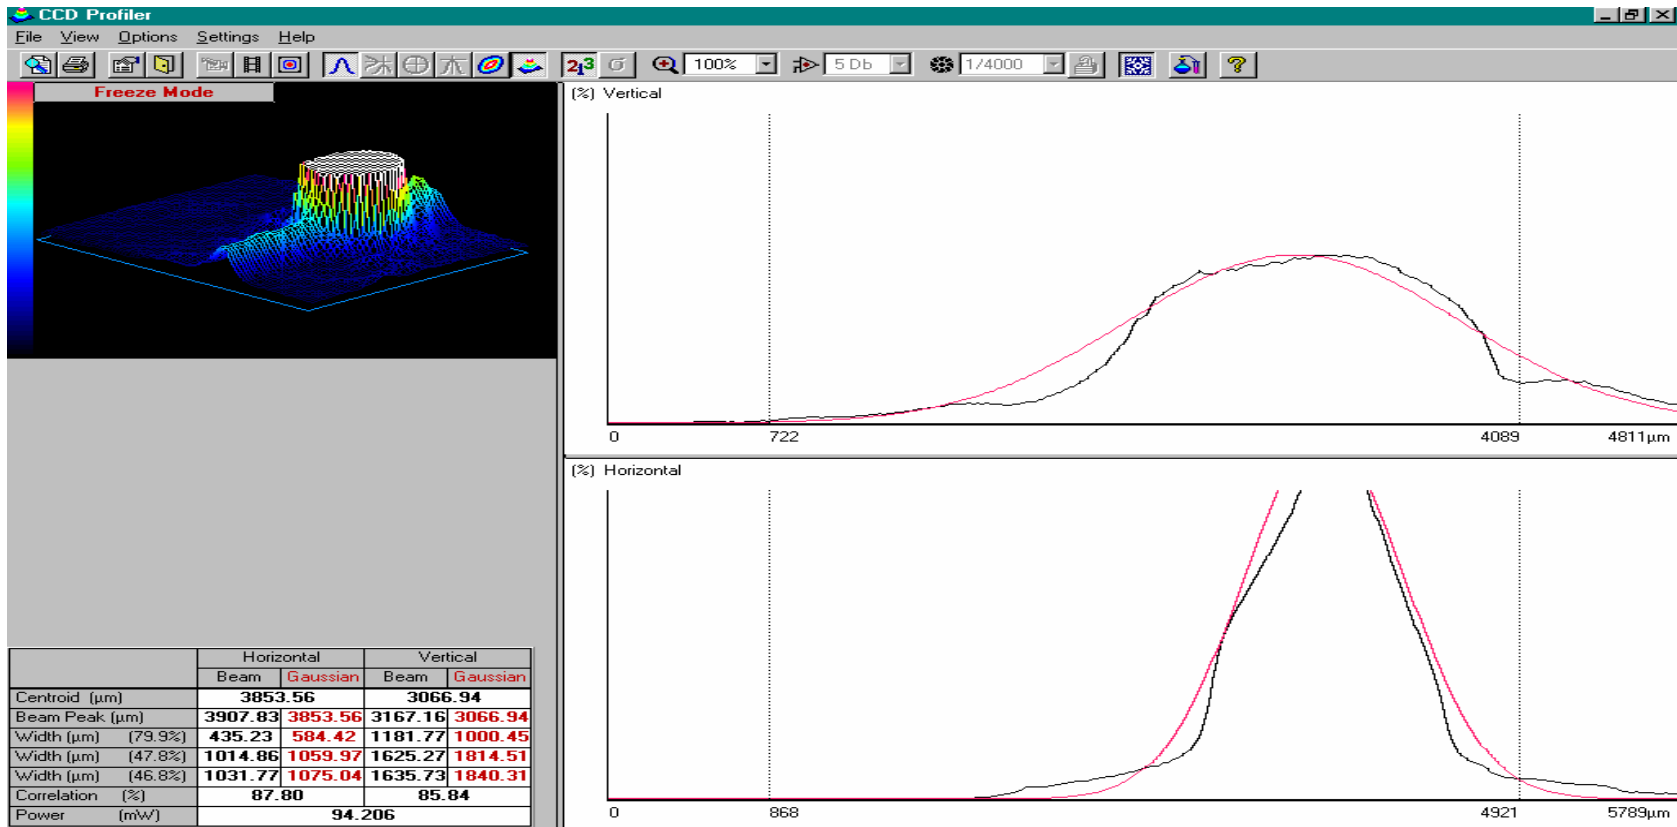 CCD Profiler
File View Options Settings Help
2₁3 σ 100% 5 Db 1/4000 ?
Freeze Mode
(%) Vertical
0 722 4089 4811µm
(%) Horizontal
0 868 4921 5789µm
Horizontal Vertical
Beam Gaussian Beam Gaussian
Centroid (µm) 3853.56 3066.94
Beam Peak (µm) 3907.83 3853.56 3167.16 3066.94
Width (µm) (79.9%) 435.23 584.42 1181.77 1000.45
Width (µm) (47.8%) 1014.86 1059.97 1625.27 1814.51
Width (µm) (46.8%) 1031.77 1075.04 1635.73 1840.31
Correlation (%) 87.80 85.84
Power (mW) 94.206